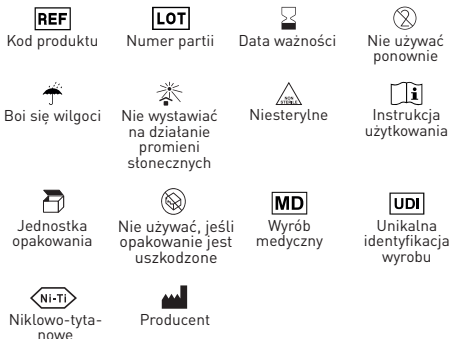 REF
LOT
Kod produktu
Numer partii
Data ważności
Nie używać
ponownie
2
Boi się wilgoci
Nie wystawiać
na działanie
promieni
słonecznych
NON
STERILE
Niesterylne
i
Instrukcja
użytkowania
Jednostka
opakowania
Nie używać, jeśli
opakowanie jest
uszkodzone
MD
Wyrób
medyczny
UDI
Unikalna
identyfikacja
wyrobu
Ni-Ti
Niklowo-tyta-
nowe
Producent